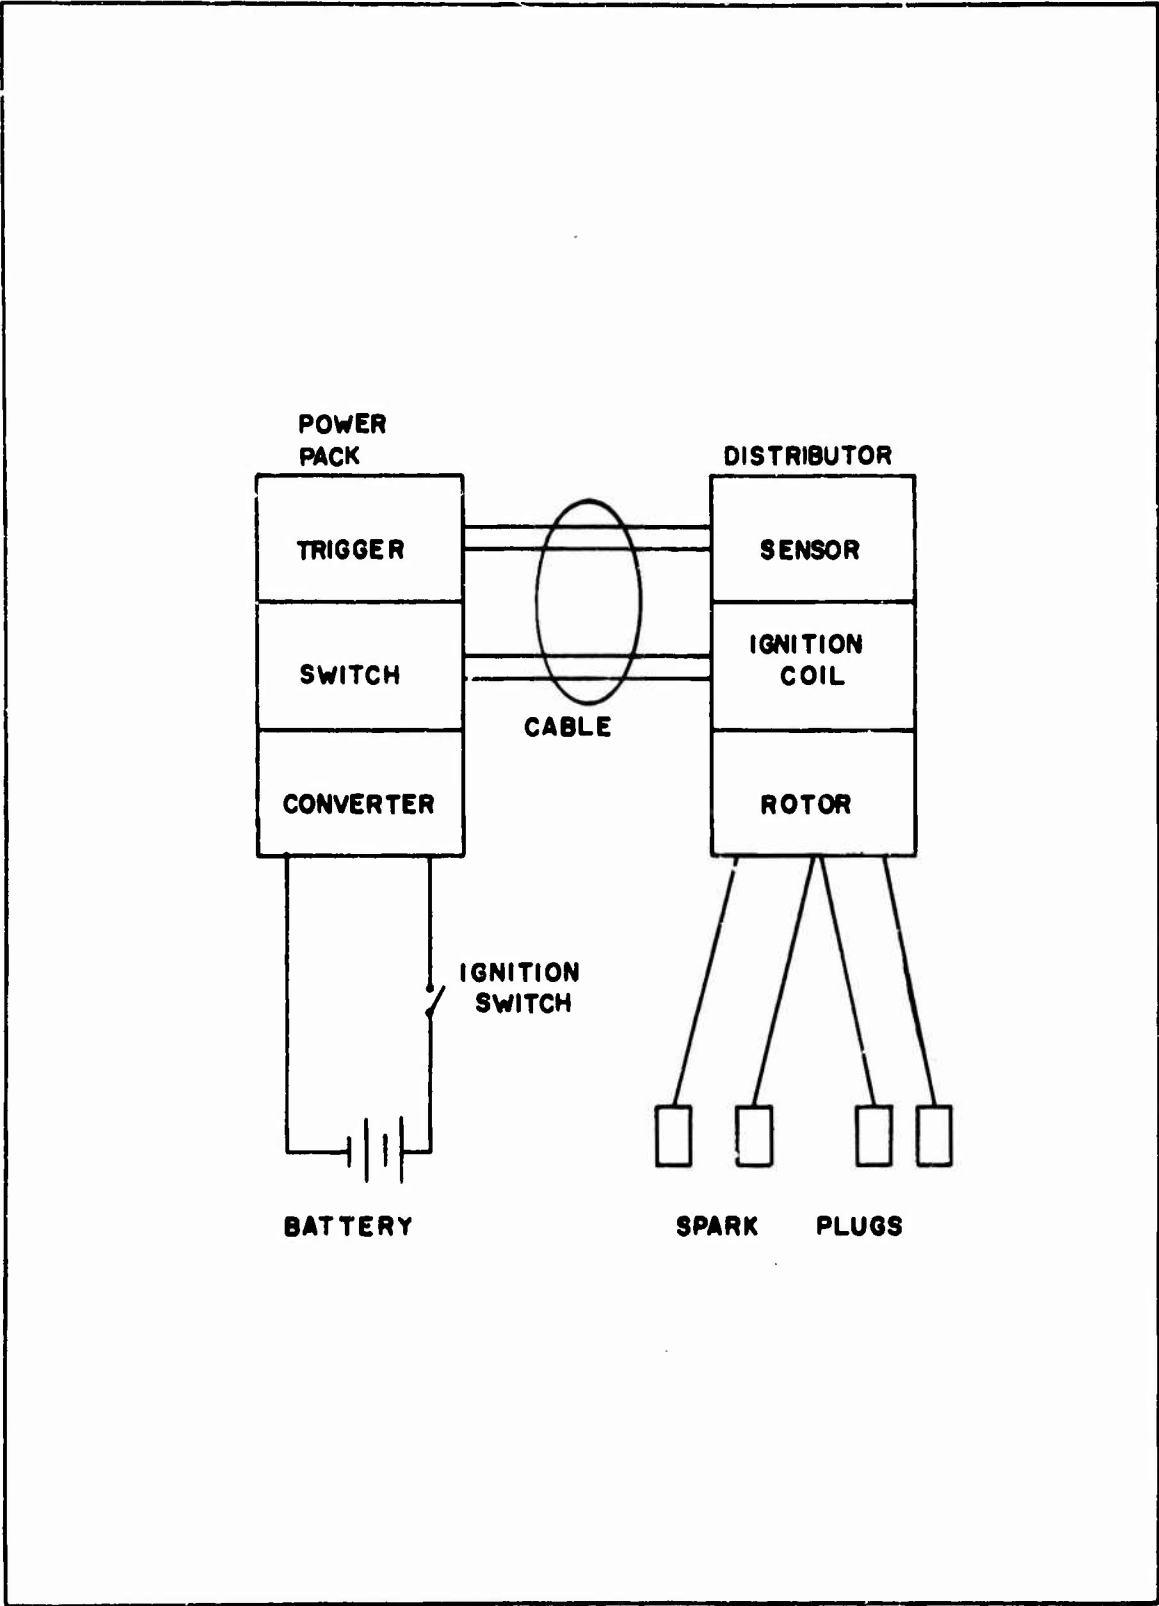 POWER
PACK
DISTRIBUTOR
TRIGGER
SENSOR
SWITCH
IGNITION
COIL
CABLE
CONVERTER
ROTOR
IGNITION
SWITCH
BATTERY
SPARK PLUGS